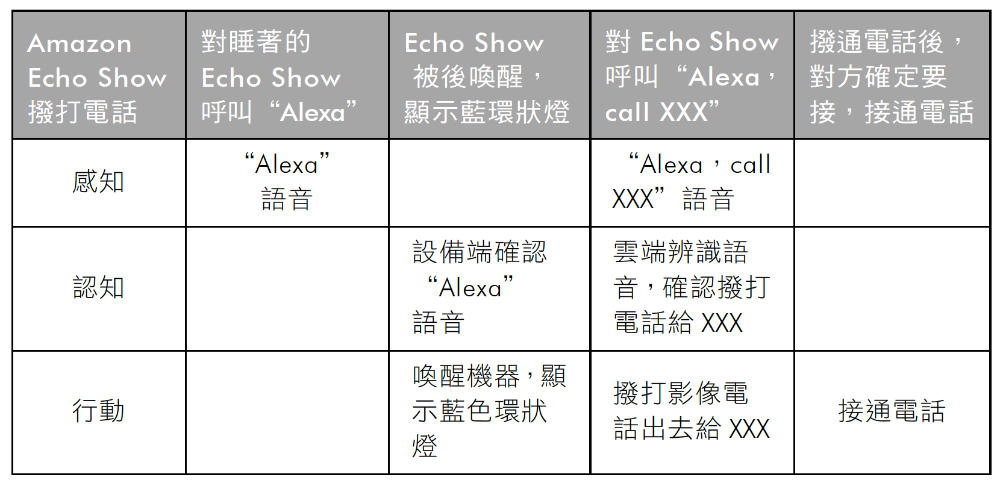 Amazon
Echo Show
撥打電話
對睡著的
Echo Show
呼叫“Alexa”
Echo Show
被後喚醒，
顯示藍環狀燈
對 Echo Show
呼叫“Alexa，
call XXX”
撥通電話後，
對方確定要
接，接通電話
感知
“Alexa”
語音
“Alexa，call
XXX”語音
認知
設備端確認
“Alexa”
語音
雲端辨識語
音，確認撥打
電話給 XXX
行動
喚醒機器，顯
示藍色環狀
燈
撥打影像電
話出去給 XXX
接通電話